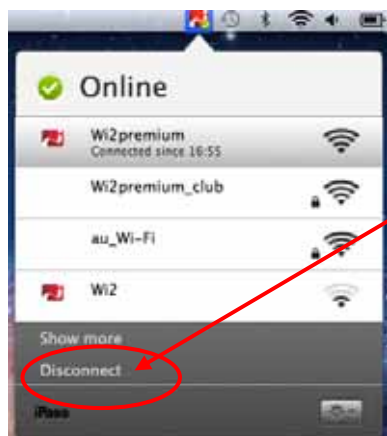 Online
Wi2premium
Connected since 16:55
Wi2premium_club
au_Wi-Fi
Wi2
Show more
Disconnect
iPass